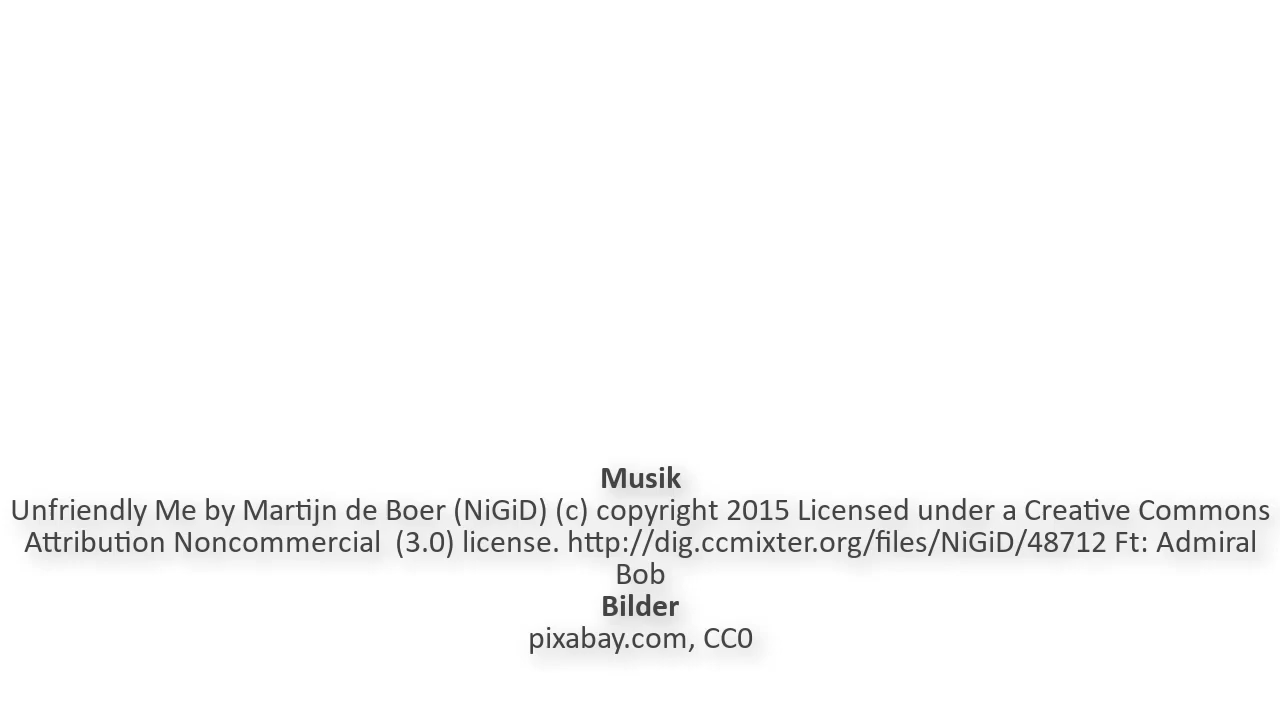 Musik
Unfriendly Me by Martijn de Boer (NiGiD) (c) copyright 2015 Licensed under a Creative Commons
Attribution Noncommercial  (3.0) license. http://dig.ccmixter.org/files/NiGiD/48712 Ft: Admiral
Bob
Bilder
pixabay.com, CC0